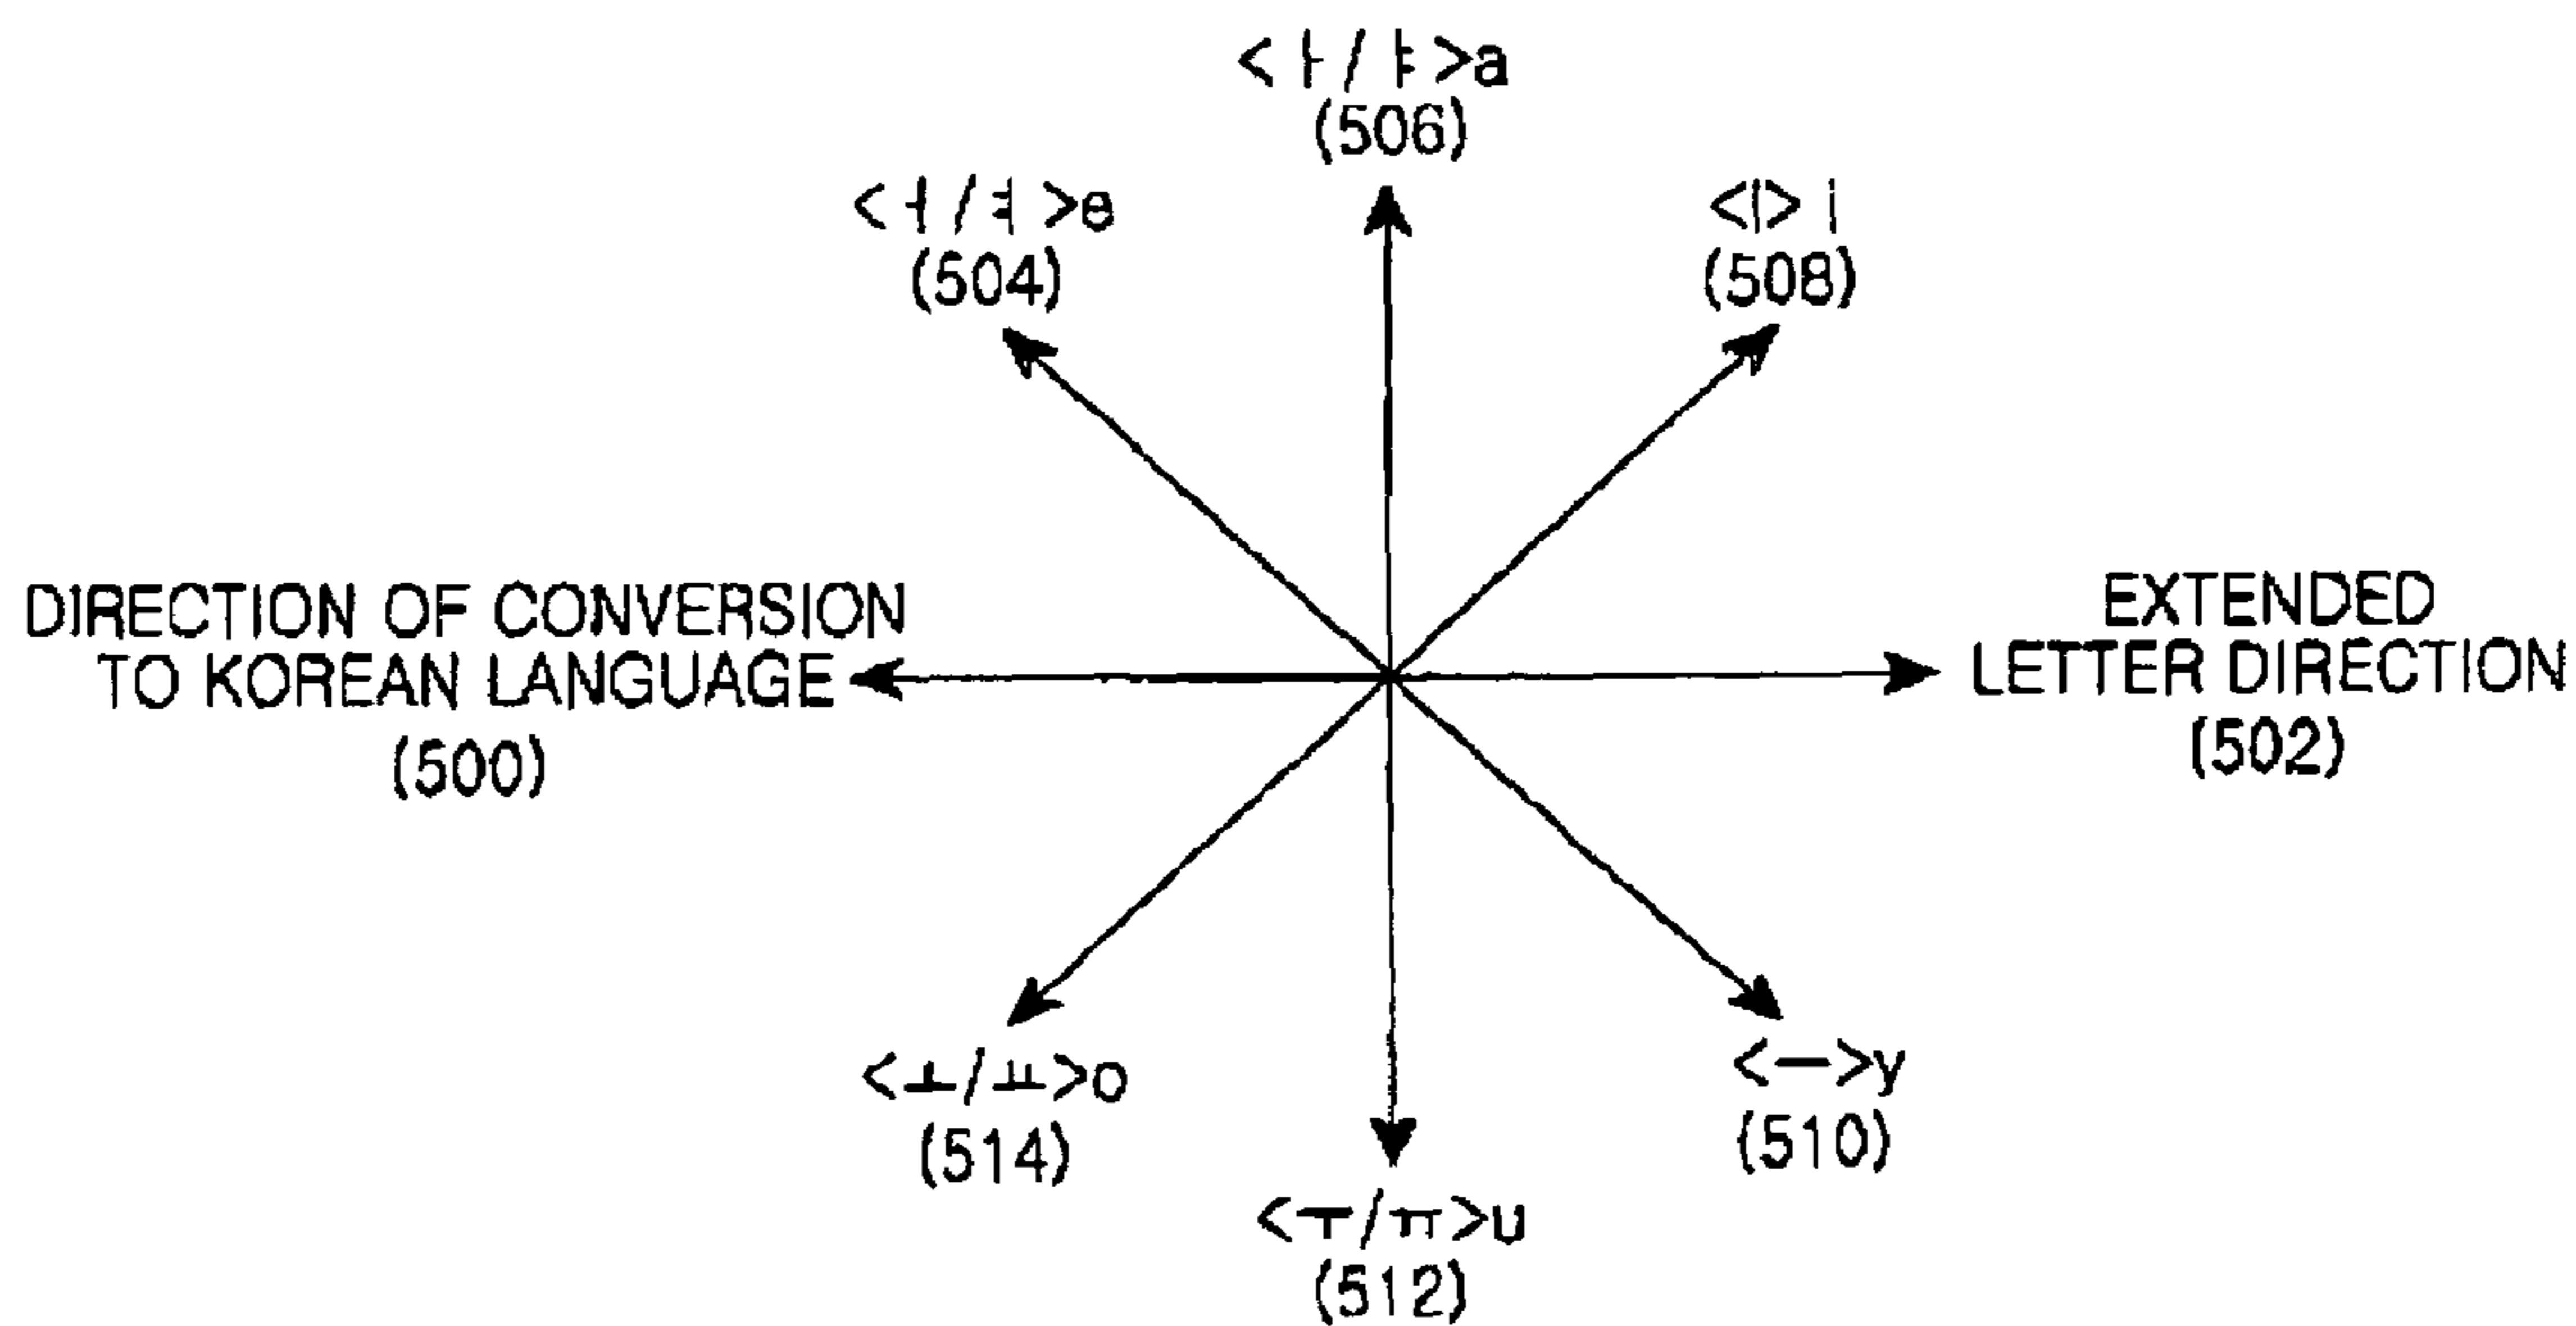 <ㅏ/ㅑ>a
(506)
<ㅓ/ㅕ>e
(504)
<ㅣ> i
(508)
DIRECTION OF CONVERSION
TO KOREAN LANGUAGE
(500)
EXTENDED
LETTER DIRECTION
(502)
<ㅗ/ㅛ>o
(514)
<ㅡ>y
(510)
<ㅜ/ㅠ>u
(512)